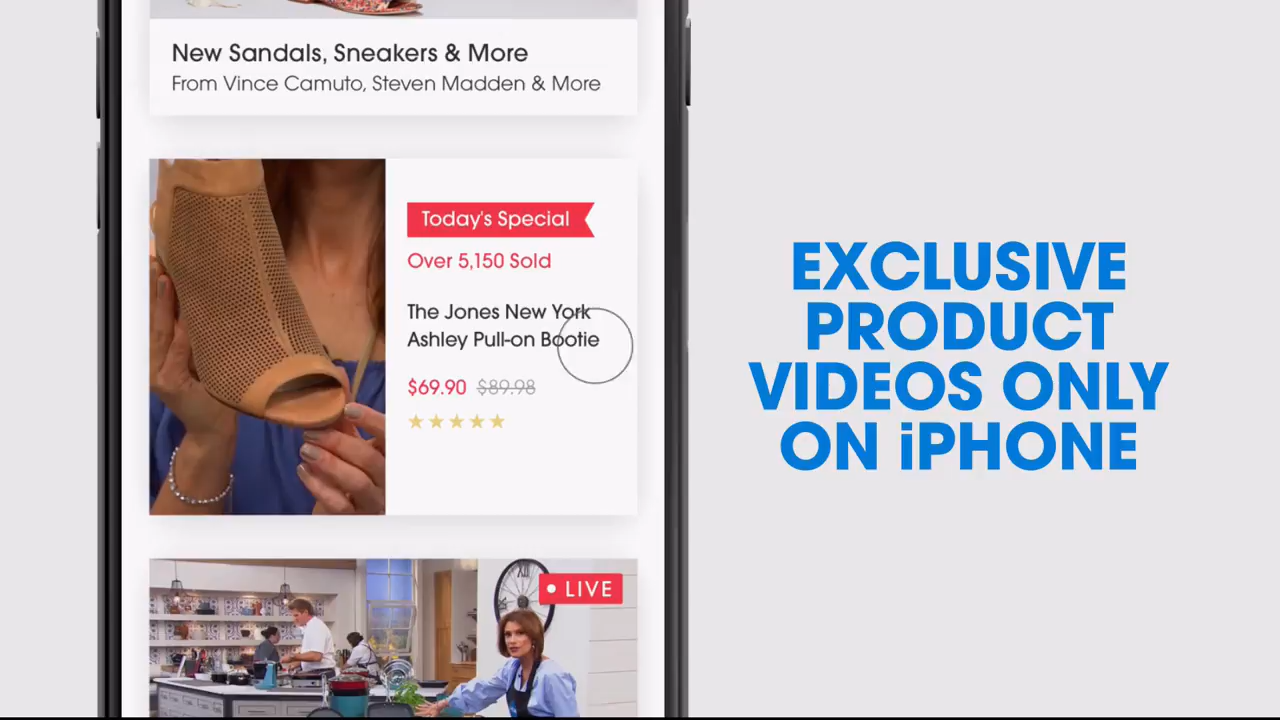 New Sandals, Sneakers & More
From Vince Camuto, Steven Madden & More
Today's Special
Over 5,150 Sold
The Jones New York
Ashley Pull-on Bootie
$69.90 $89.98
LIVE
EXCLUSIVE
PRODUCT
VIDEOS ONLY
ON iPHONE